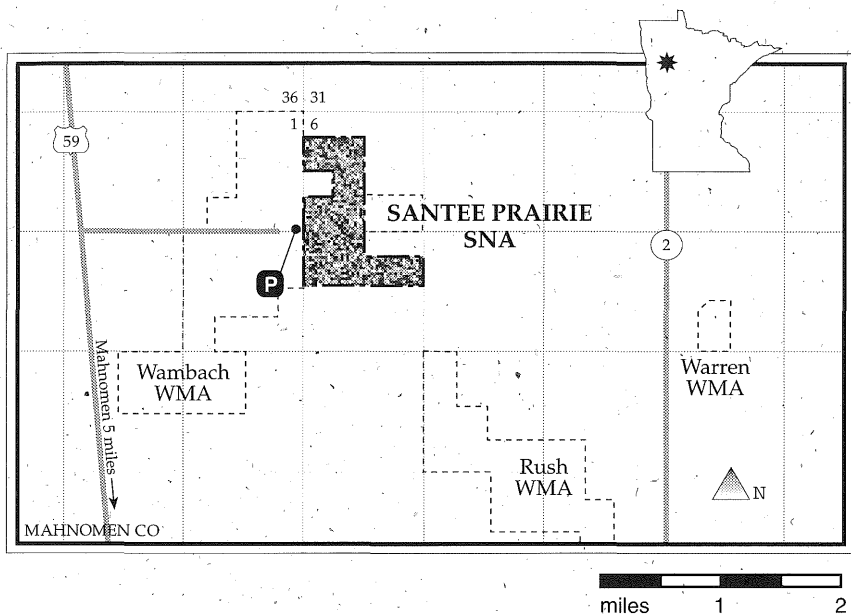 36 31
1 6
59
SANTEE PRAIRIE
SNA
2
P
Mahnomen 5 miles
Wambach
WMA
Warren
WMA
Rush
WMA
N
MAHNOMEN CO
miles 1 2